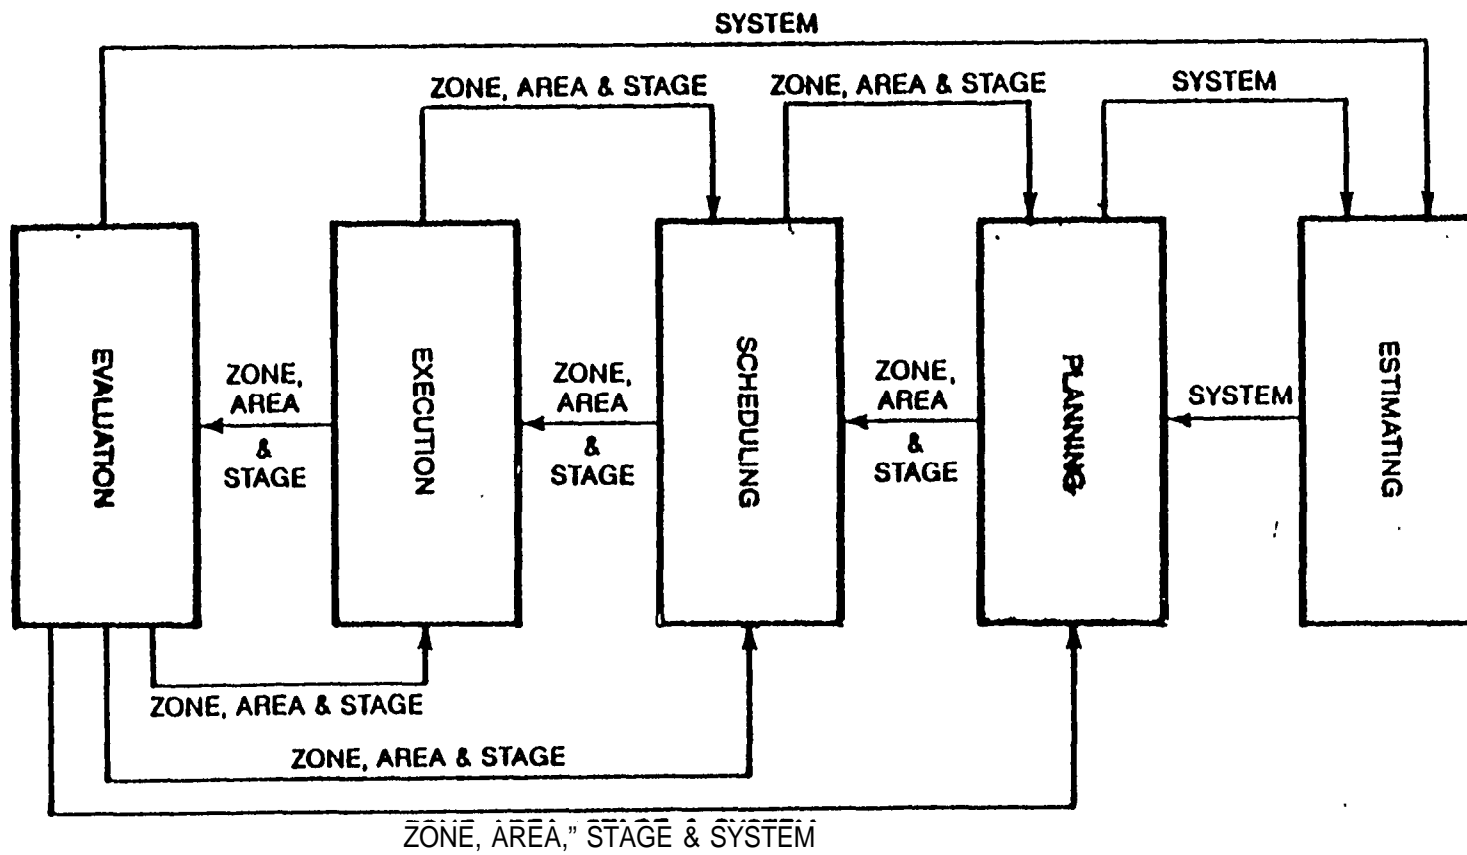 SYSTEM
ZONE, AREA & STAGE
ZONE, AREA & STAGE
SYSTEM
EVALUATION
ZONE,
AREA
&
STAGE
EXECUTION
ZONE,
AREA
&
STAGE
SCHEDULING
ZONE,
AREA
&
STAGE
PLANNING
SYSTEM
ESTIMATING
ZONE, AREA & STAGE
ZONE, AREA & STAGE
ZONE, AREA,” STAGE & SYSTEM